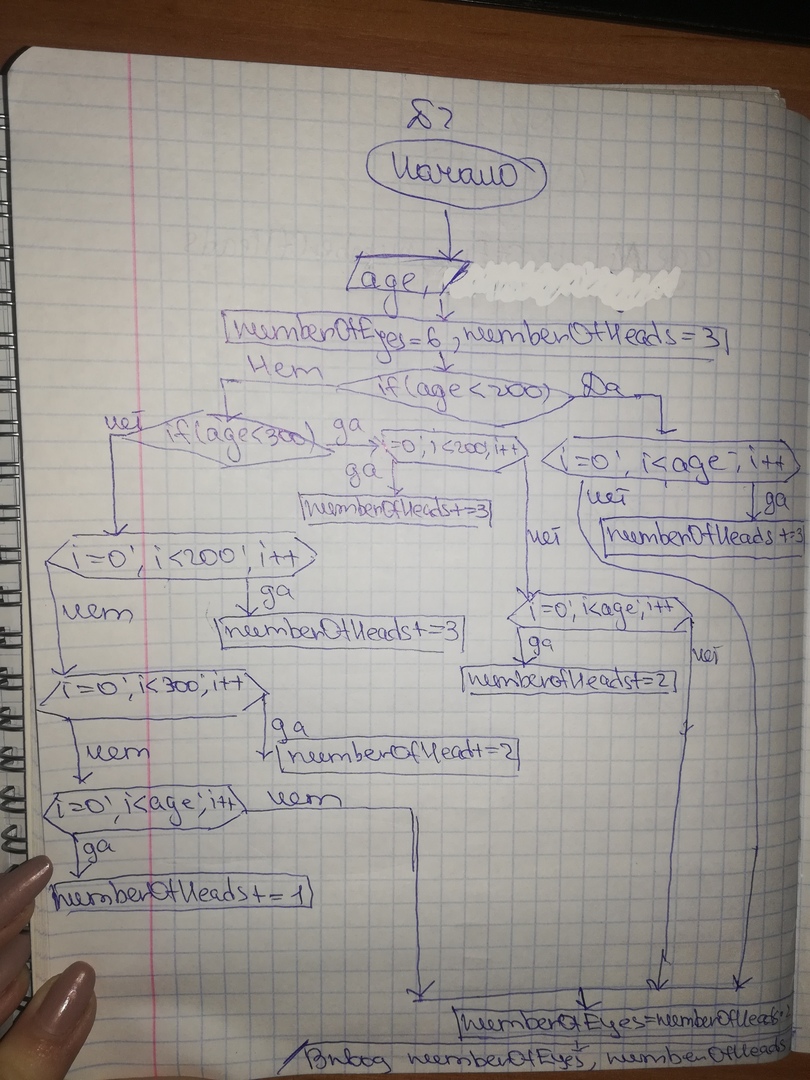 Д2
Начало
age,
numberOfEyes=6, numberOfHeads=3
Нет
if(age<200)
Да
нет
if(age<300)
да
i=0; i<200; i++
i=0; i<age; i++
да
нет
да
numberOfHeads+=3
numberOfHeads+=3
i=0; i<200; i++
нет
да
нет
numberOfHeads+=3
i=0; i<age; i++
да
нет
numberofHeads+=2
i=0; i<300; i++
да
нет
numberOfHead+=2
i=0; i<age; i++
нет
да
numberOfHeads+=1
numberOfEyes=numberOfHeads
Вывод numberOfEyes, numberOfHeads